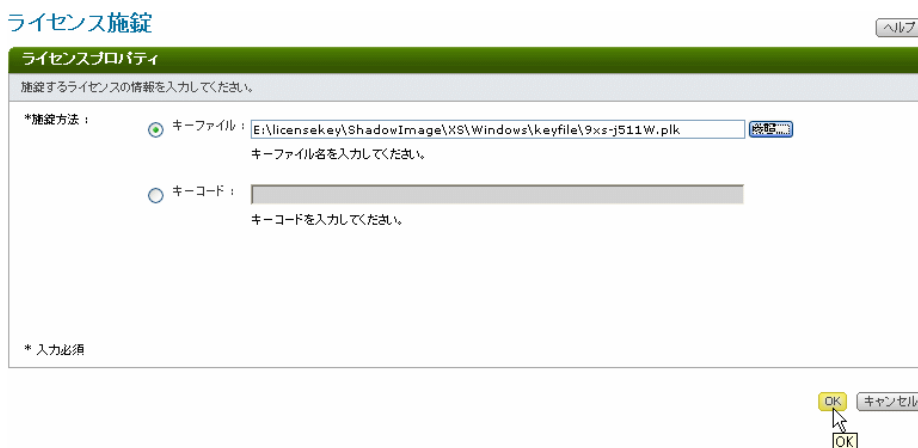 ライセンス施錠
ヘルプ
ライセンスプロパティ
施錠するライセンスの情報を入力してください。
*施錠方法：
キーファイル： E:\licensekey\ShadowImage\XS\Windows\keyfile\9xs-j511W.plk 参照...
キーファイル名を入力してください。
キーコード：
キーコードを入力してください。
* 入力必須
OK キャンセル
OK